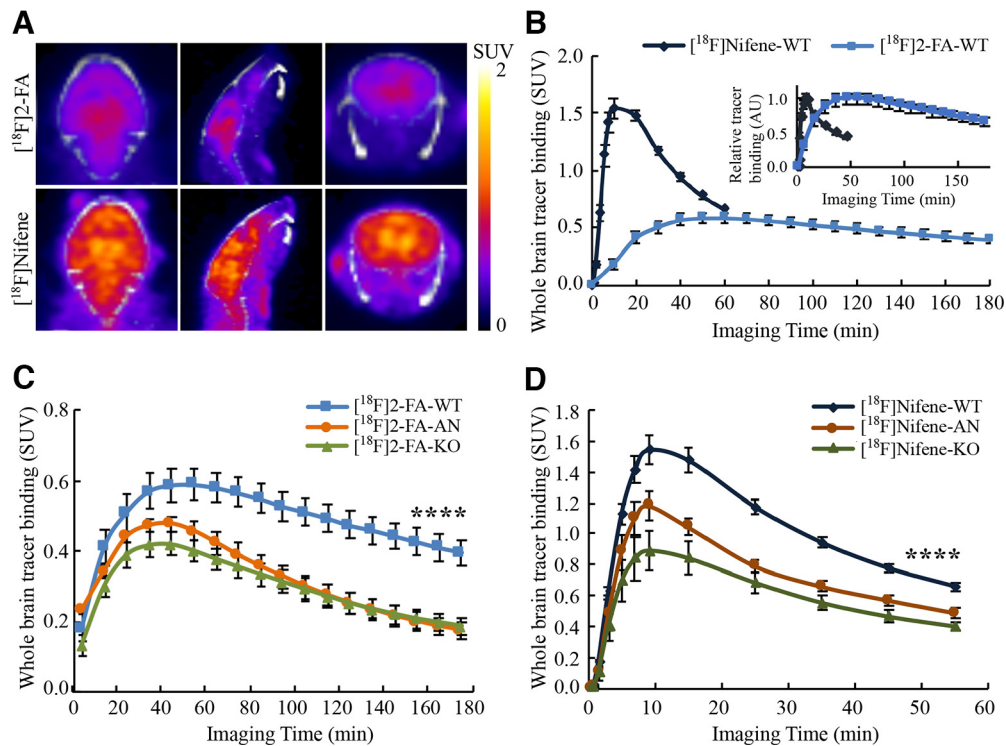 A
SUV
2
0
[¹⁸F]2-FA
[¹⁸F]Nifene
B
[¹⁸F]Nifene-WT
[¹⁸F]2-FA-WT
Whole brain tracer binding (SUV)
2.0
1.5
1.0
0.5
0.0
0 20 40 60 80 100 120 140 160 180
Imaging Time (min)
Relative tracer
binding (AU)
1.0
0.5
0.0
0 50 100 150
Imaging Time (min)
C
[¹⁸F]2-FA-WT
[¹⁸F]2-FA-AN
[¹⁸F]2-FA-KO
Whole brain tracer binding (SUV)
0.8
0.6
0.4
0.2
0.0
****
0 20 40 60 80 100 120 140 160 180
Imaging Time (min)
D
[¹⁸F]Nifene-WT
[¹⁸F]Nifene-AN
[¹⁸F]Nifene-KO
Whole brain tracer binding (SUV)
1.8
1.6
1.4
1.2
1.0
0.8
0.6
0.4
0.2
0.0
****
0 10 20 30 40 50 60
Imaging Time (min)